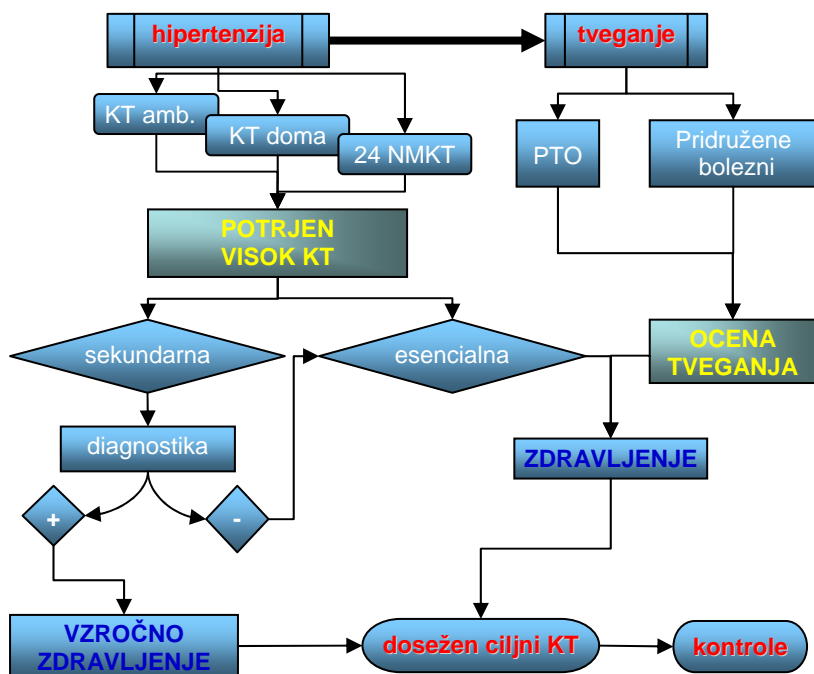 hipertenzija
tveganje
KT amb.
KT doma
24 NMKT
PTO
Pridružene
bolezni
POTRJEN
VISOK KT
sekundarna
esencialna
OCENA
TVEGANJA
diagnostika
ZDRAVLJENJE
+
-
VZROČNO
ZDRAVLJENJE
dosežen ciljni KT
kontrole